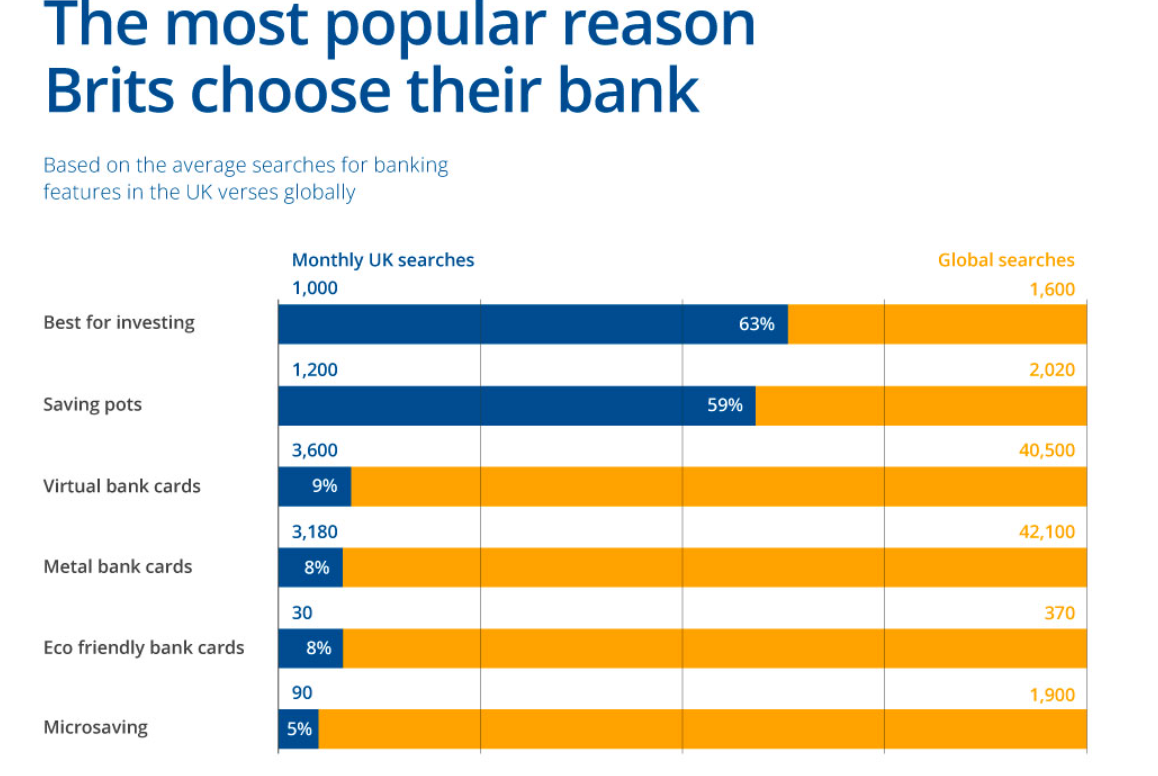 The most popular reason
Brits choose their bank
Based on the average searches for banking
features in the UK verses globally
Monthly UK searches
Global searches
1,000
1,600
Best for investing
63%
1,200
2,020
Saving pots
59%
3,600
40,500
Virtual bank cards
9%
3,180
42,100
Metal bank cards
8%
30
370
Eco friendly bank cards
8%
90
1,900
Microsaving
5%